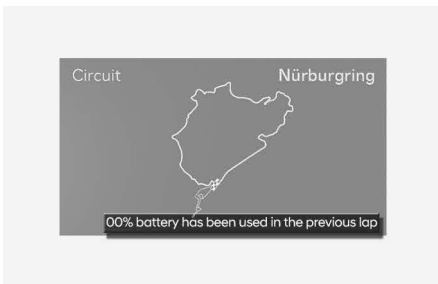 Circuit
Nürburgring
00% battery has been used in the previous lap